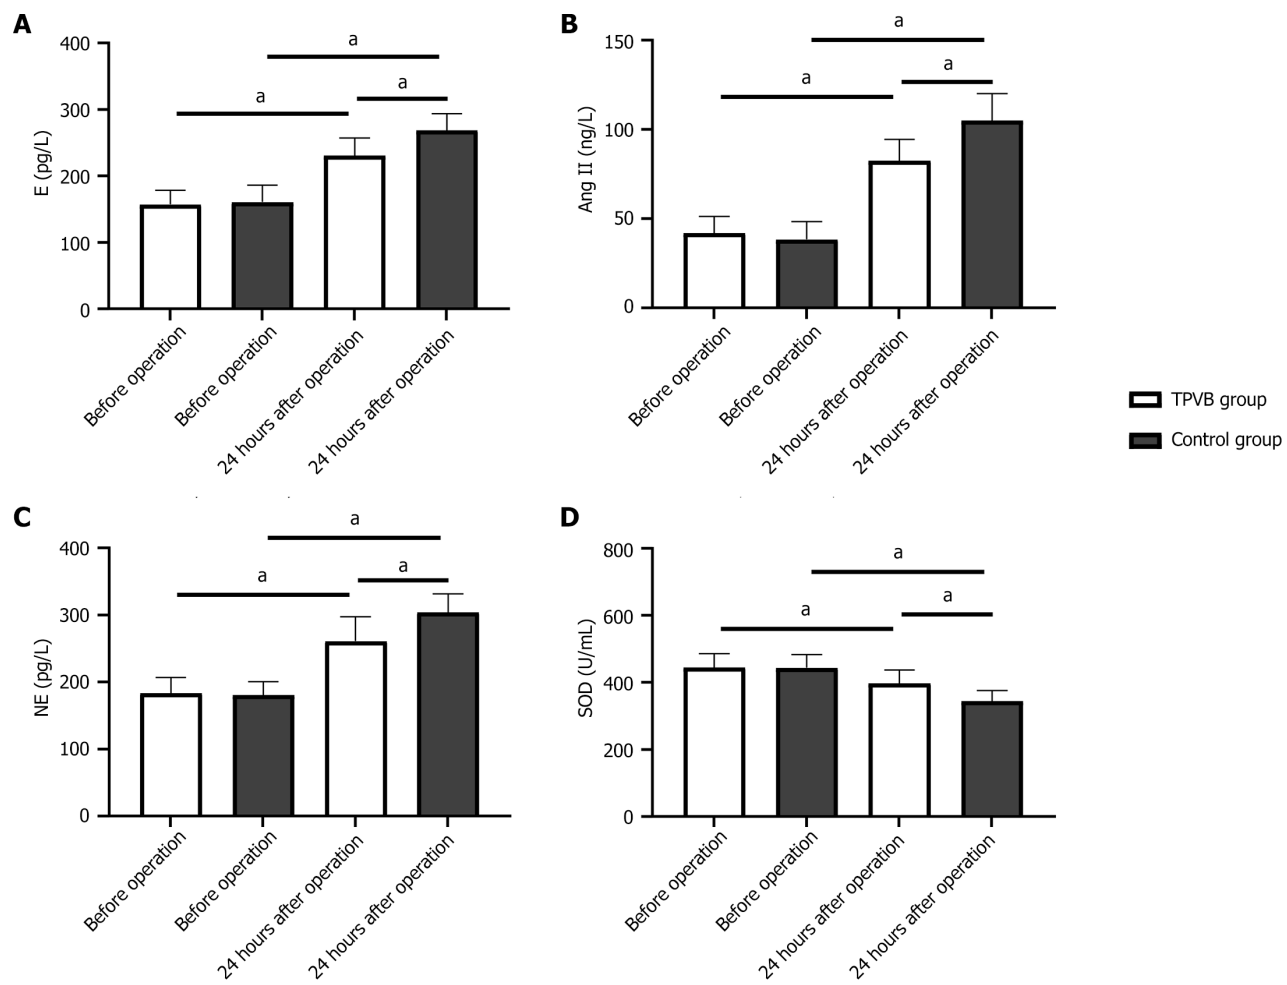 A
E (pg/L)
400
300
200
100
0
a
a
a
Before operation
Before operation
24 hours after operation
24 hours after operation
B
Ang II (ng/L)
150
100
50
0
a
a
a
Before operation
Before operation
24 hours after operation
24 hours after operation
TPVB group
Control group
C
NE (pg/L)
400
300
200
100
0
a
a
a
Before operation
Before operation
24 hours after operation
24 hours after operation
D
SOD (U/mL)
800
600
400
200
0
a
a
a
Before operation
Before operation
24 hours after operation
24 hours after operation